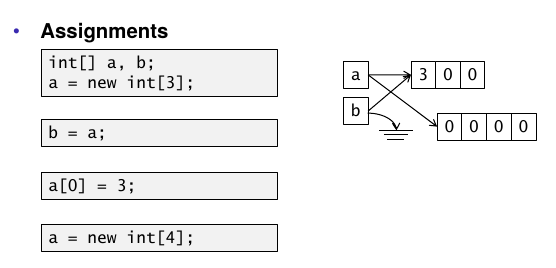 • Assignments
int[] a, b;
a = new int[3];
b = a;
a[0] = 3;
a = new int[4];
a
3 0 0
b
0 0 0 0